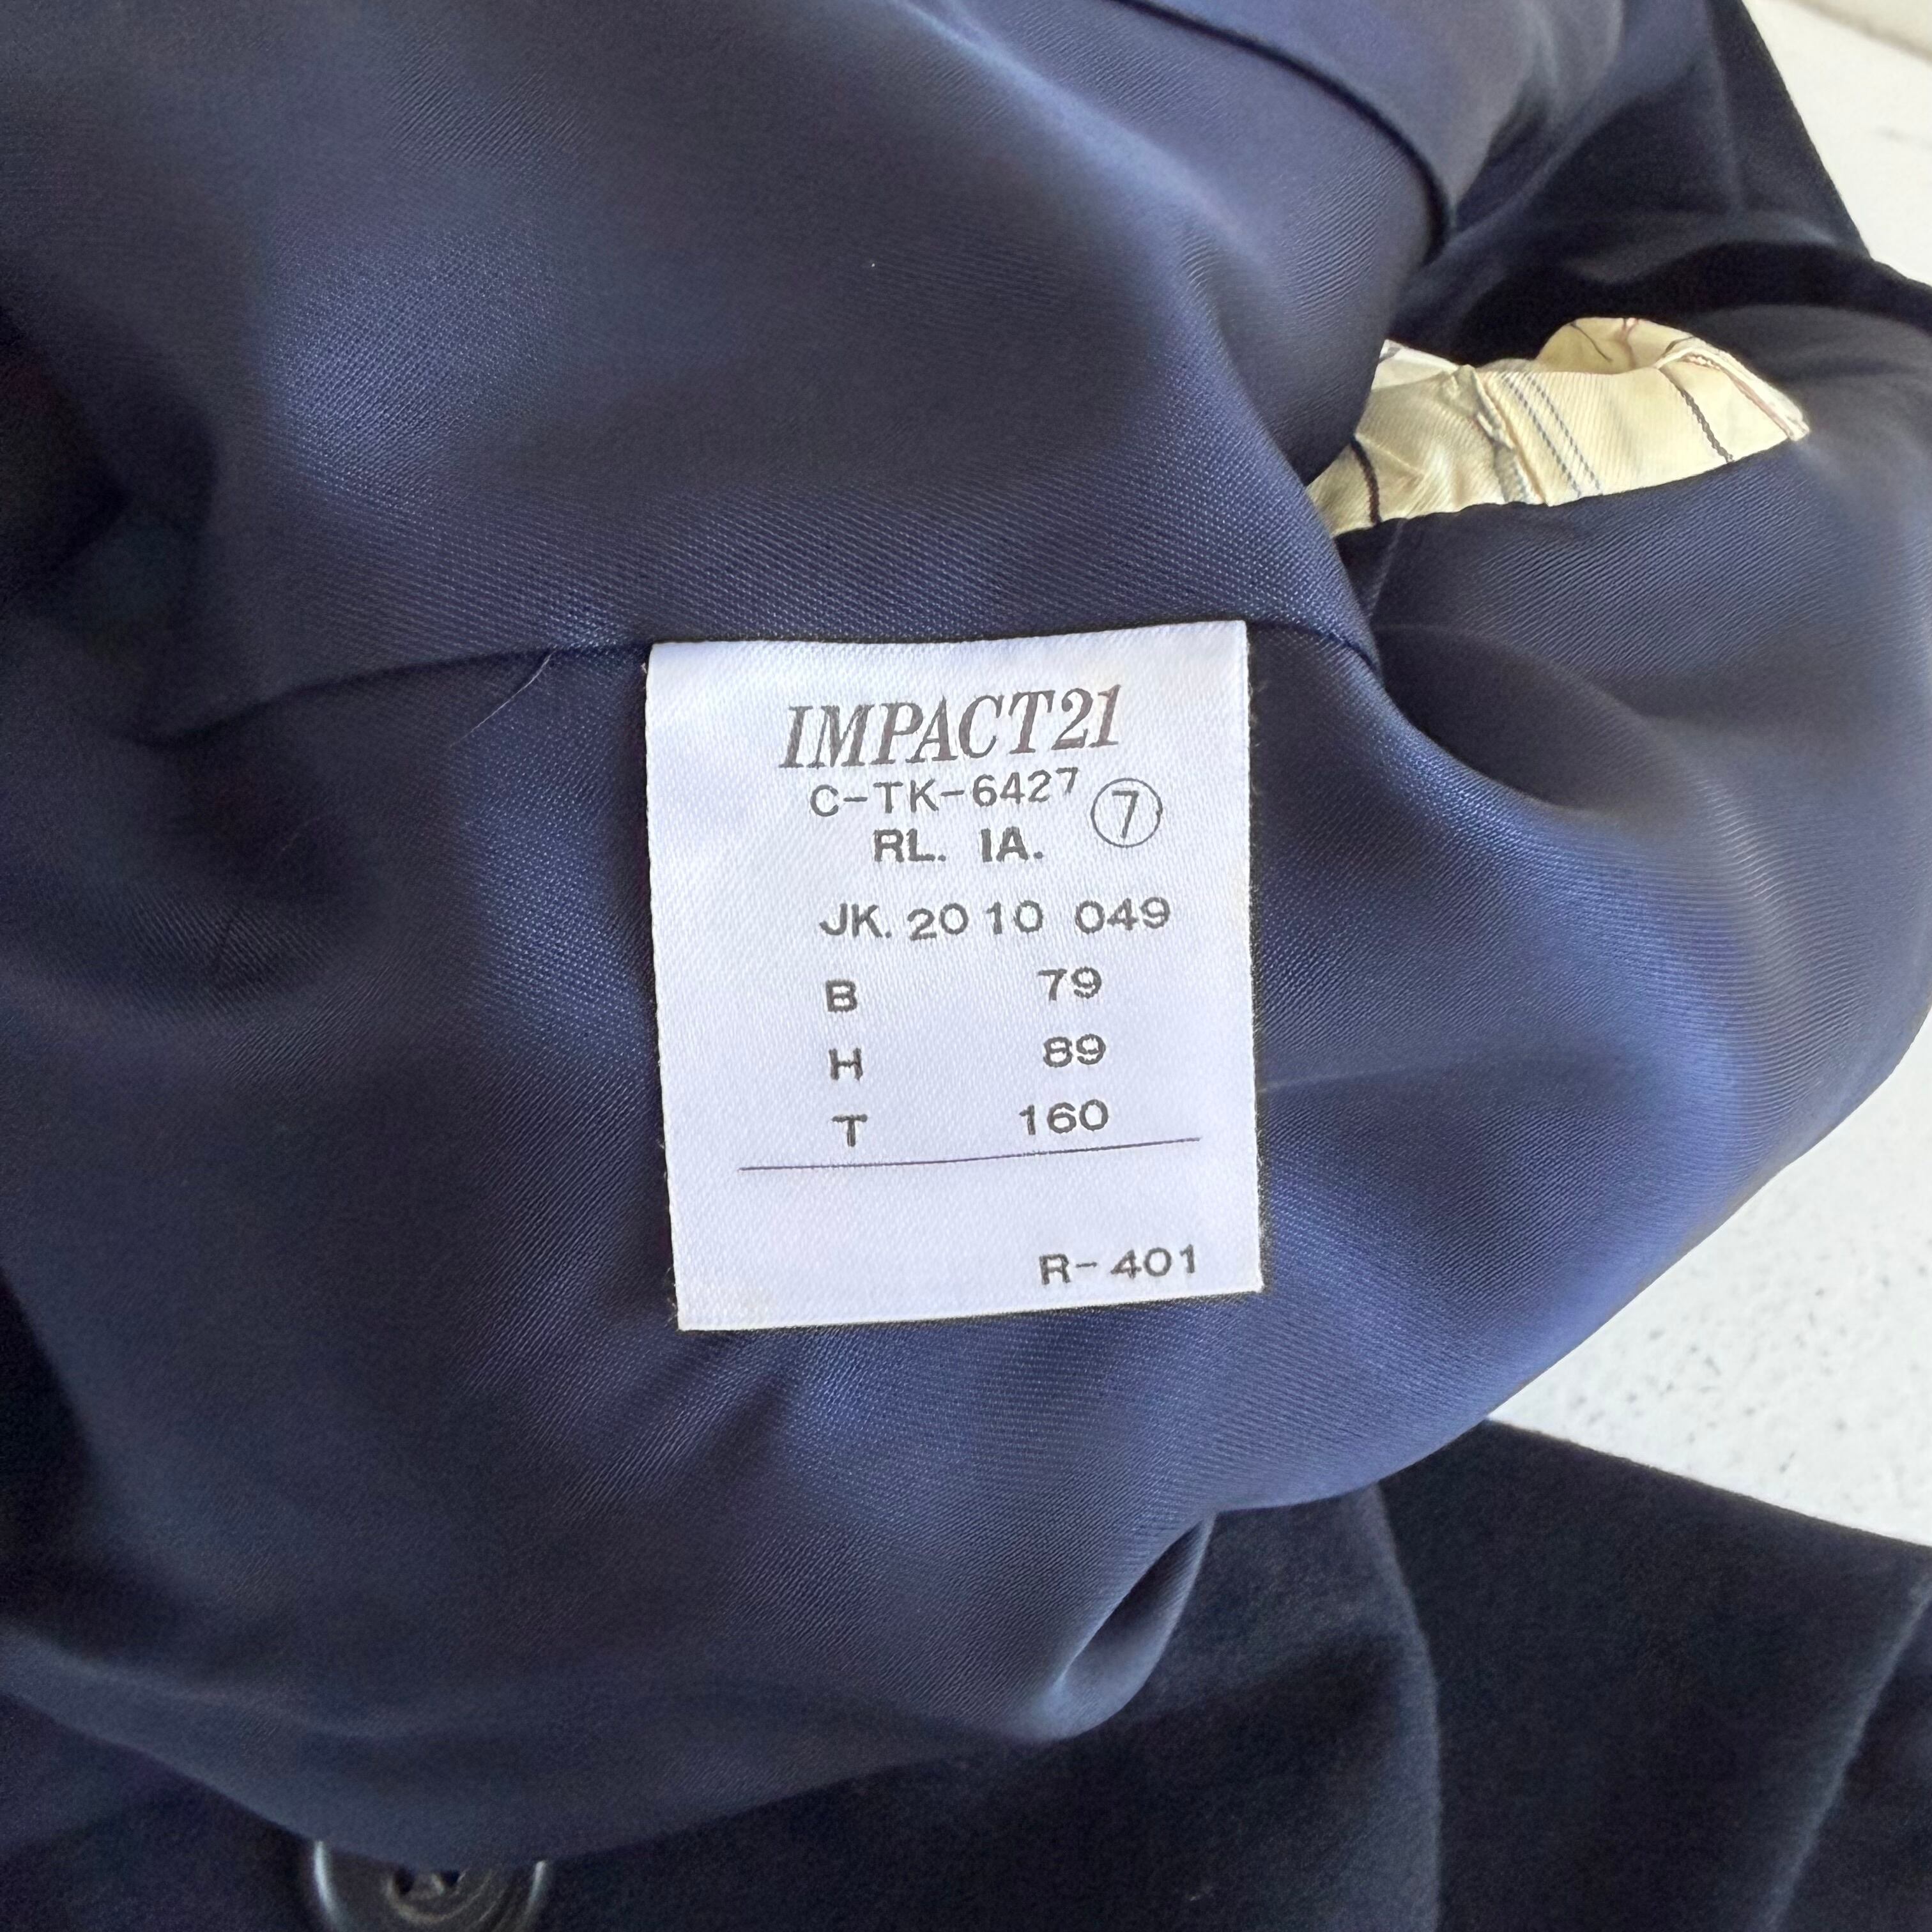 IMPACT21
C-TK-6427 ⑦
RL. IA.
JK. 20 10 049
B 79
H 89
T 160
R-401